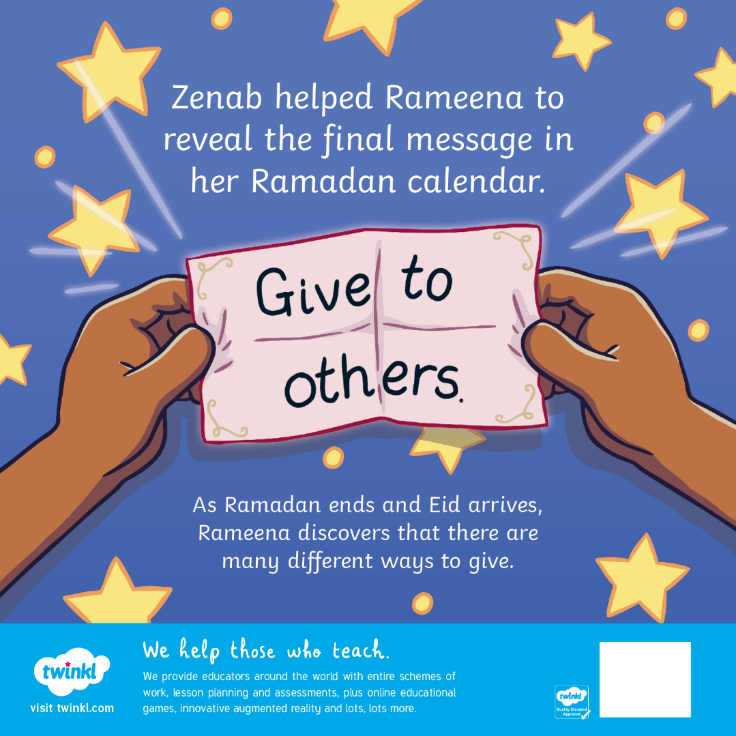 Zenab helped Rameena to
reveal the final message in
her Ramadan calendar.
Give to
others.
As Ramadan ends and Eid arrives,
Rameena discovers that there are
many different ways to give.
twinkl
visit twinkl.com
We help those who teach.
We provide educators around the world with entire schemes of
work, lesson planning and assessments, plus online educational
games, innovative augmented reality and lots, lots more.
twinkl
Quality Standard
Approved